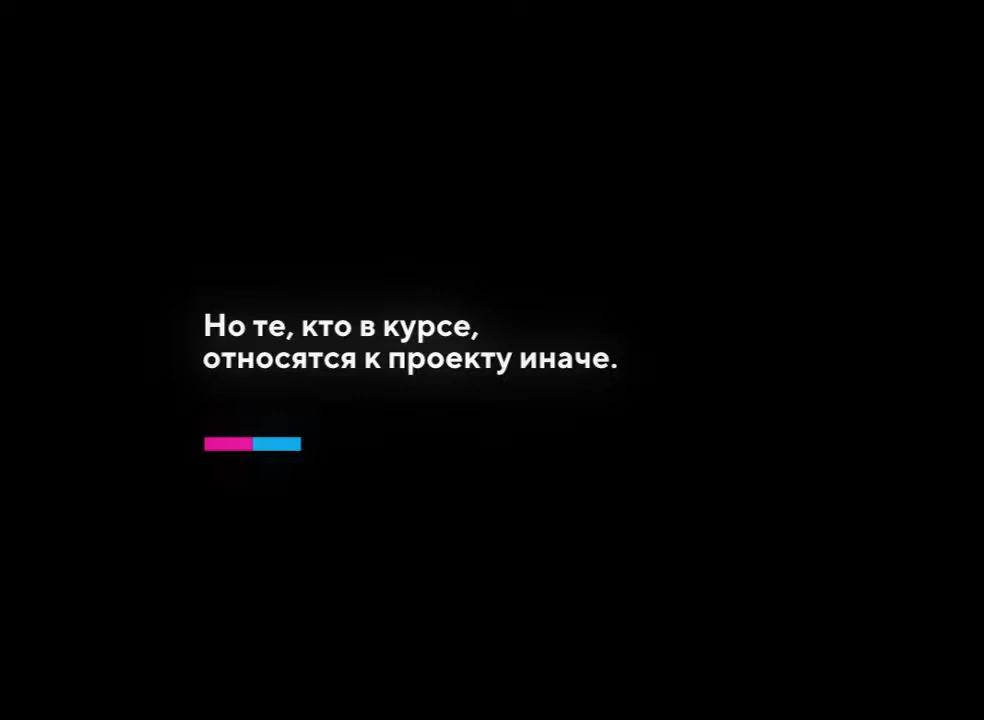 Но те, кто в курсе,
относятся к проекту иначе.